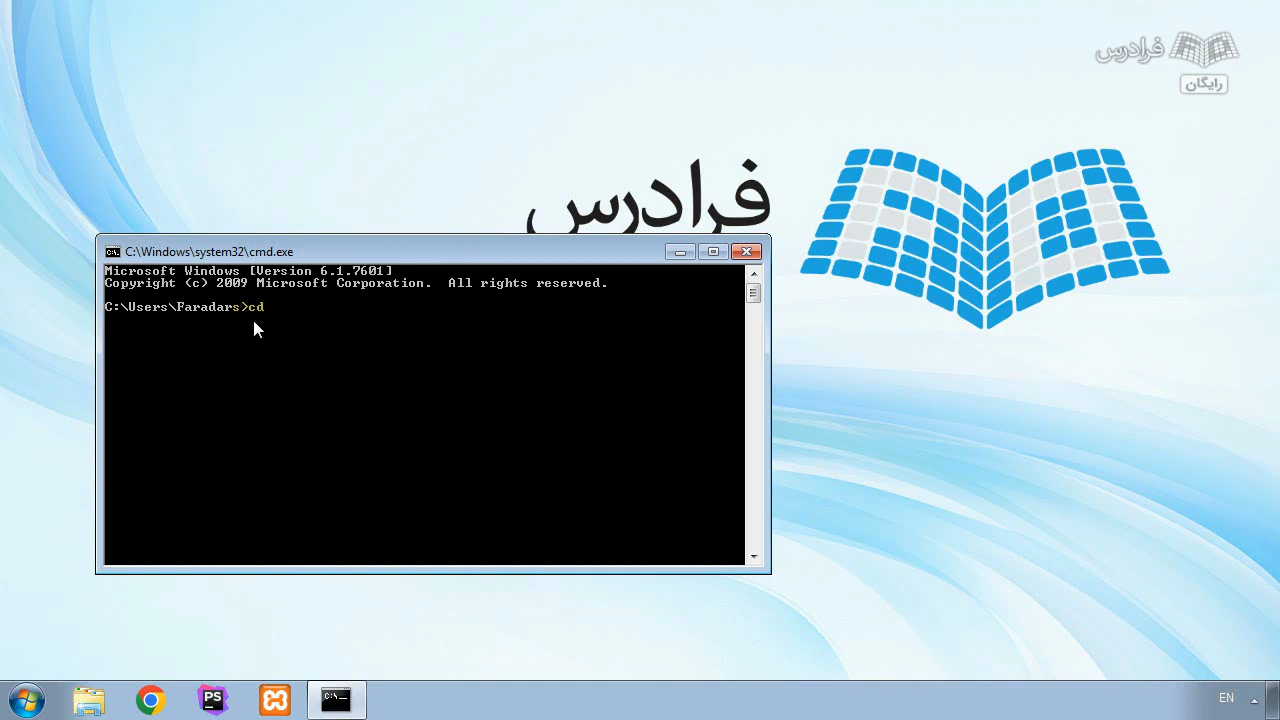 فرادرس
رایگان
فرادرس
C:\Windows\system32\cmd.exe
Microsoft Windows [Version 6.1.7601]
Copyright (c) 2009 Microsoft Corporation.  All rights reserved.
C:\Users\Faradars>cd
PS
C:\_
EN